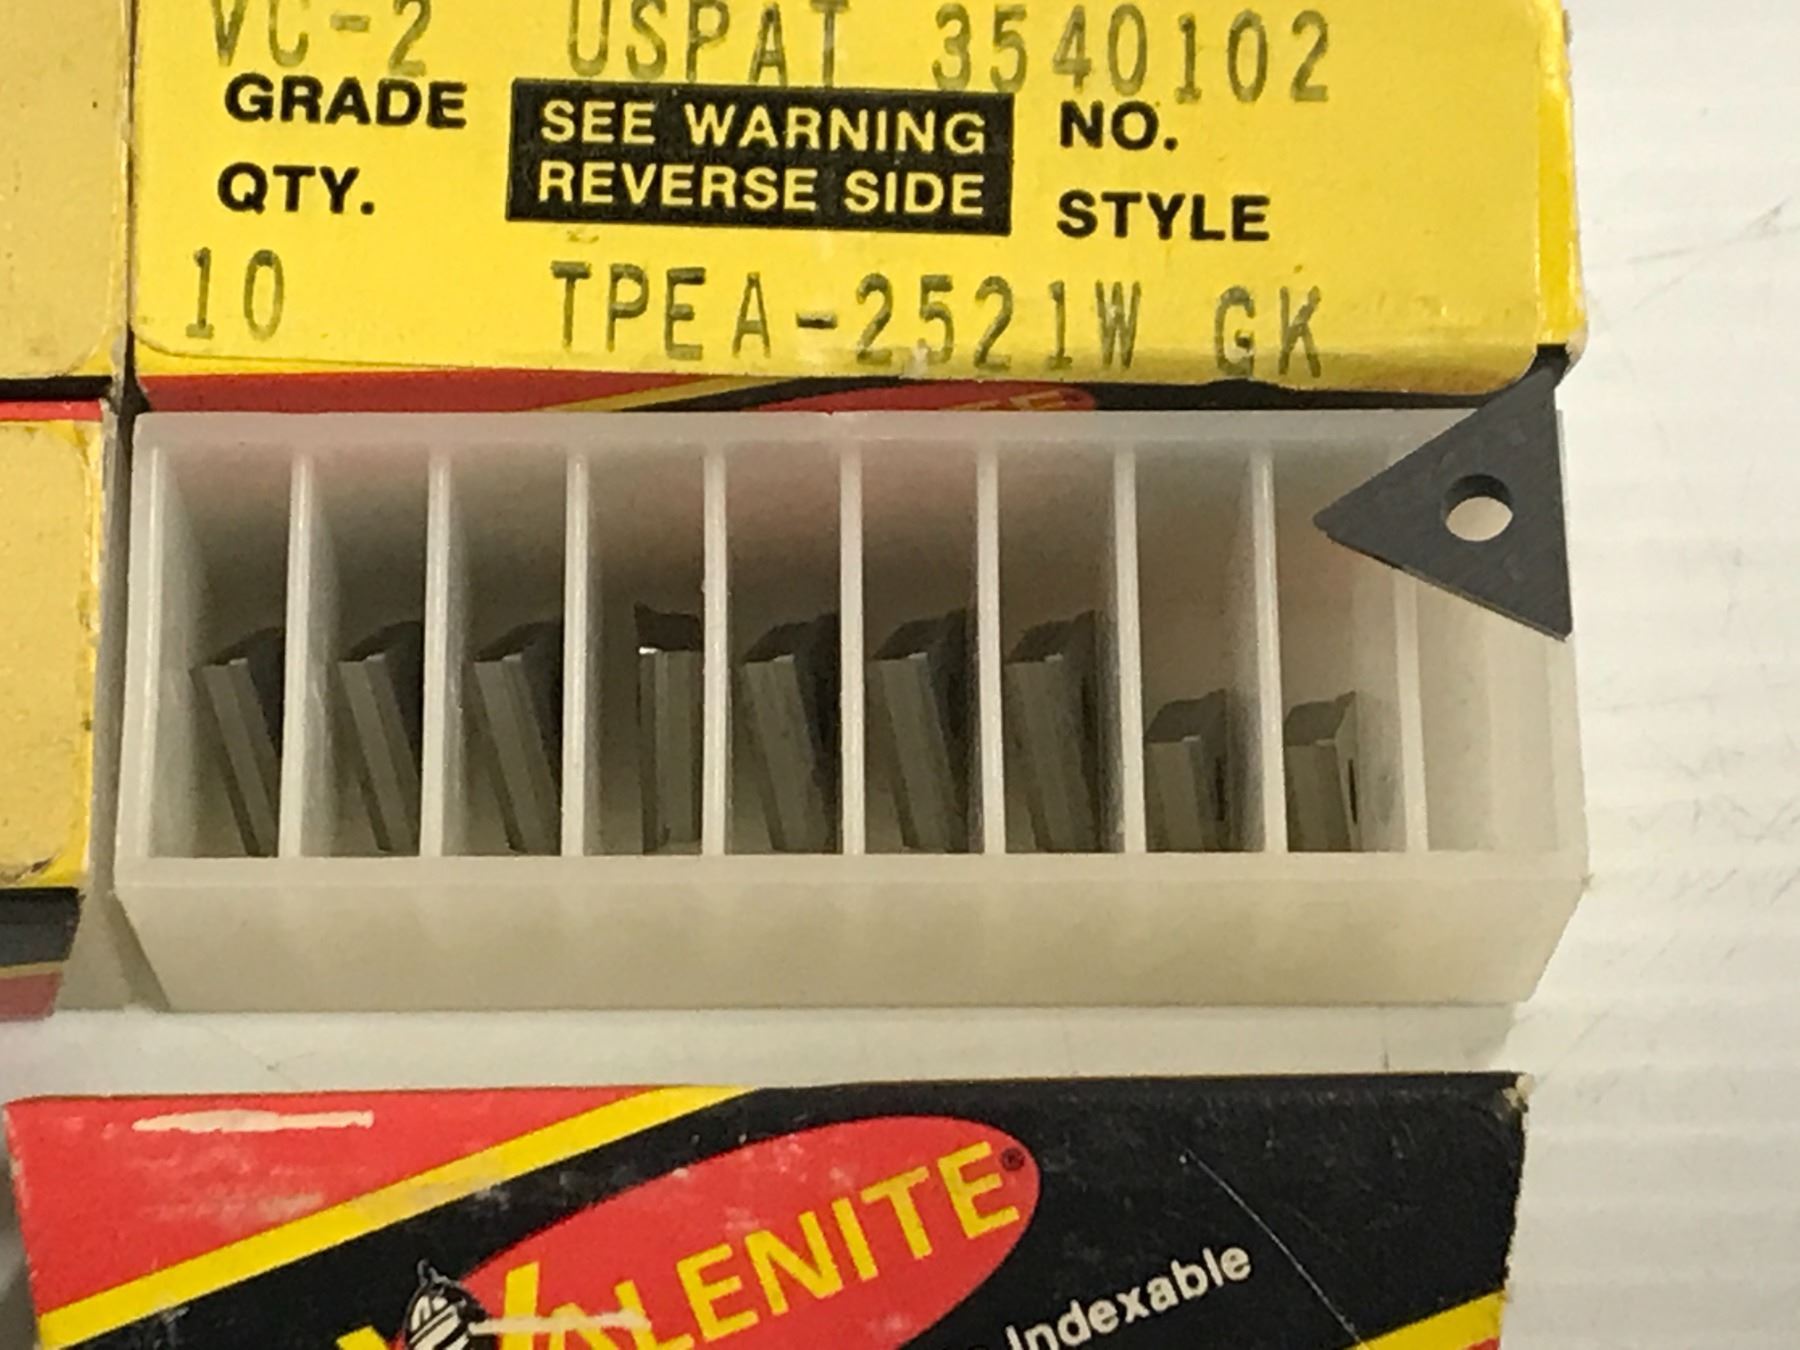 VC-2 USPAT 3540102
GRADE SEE WARNING NO.
QTY. REVERSE SIDE STYLE
10 TPEA-2521W GK
VALENITE®
Indexable